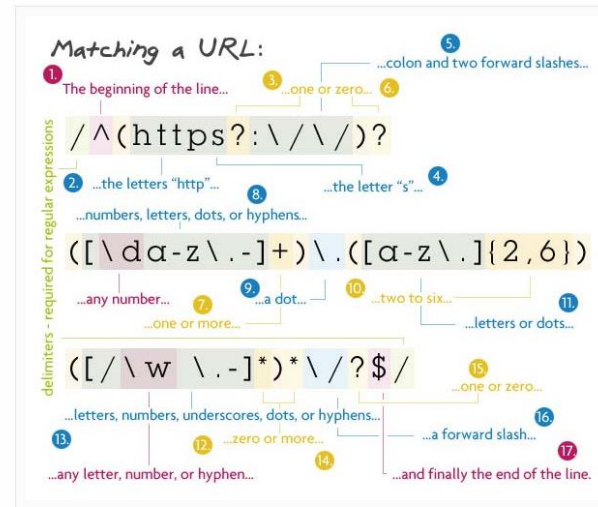 Matching a URL:
5.
...colon and two forward slashes...
1.
The beginning of the line...
3. ...one or zero... 6.
/^(https?:\/\/)?
2. ...the letters “http”...
4.
...the letter “s”...
8.
...numbers, letters, dots, or hyphens...
([\da-z\.-]+)\.([a-z\.]{2,6})
...any number...
9. ...a dot...
10. ...two to six...
11.
7.
...one or more...
...letters or dots...
([/\w \.-]*)*\/?$/
15.
...one or zero...
...letters, numbers, underscores, dots, or hyphens...
16.
13.
12. ...zero or more...
14.
...a forward slash...
17.
...any letter, number, or hyphen...
...and finally the end of the line.
delimiters - required for regular expressions